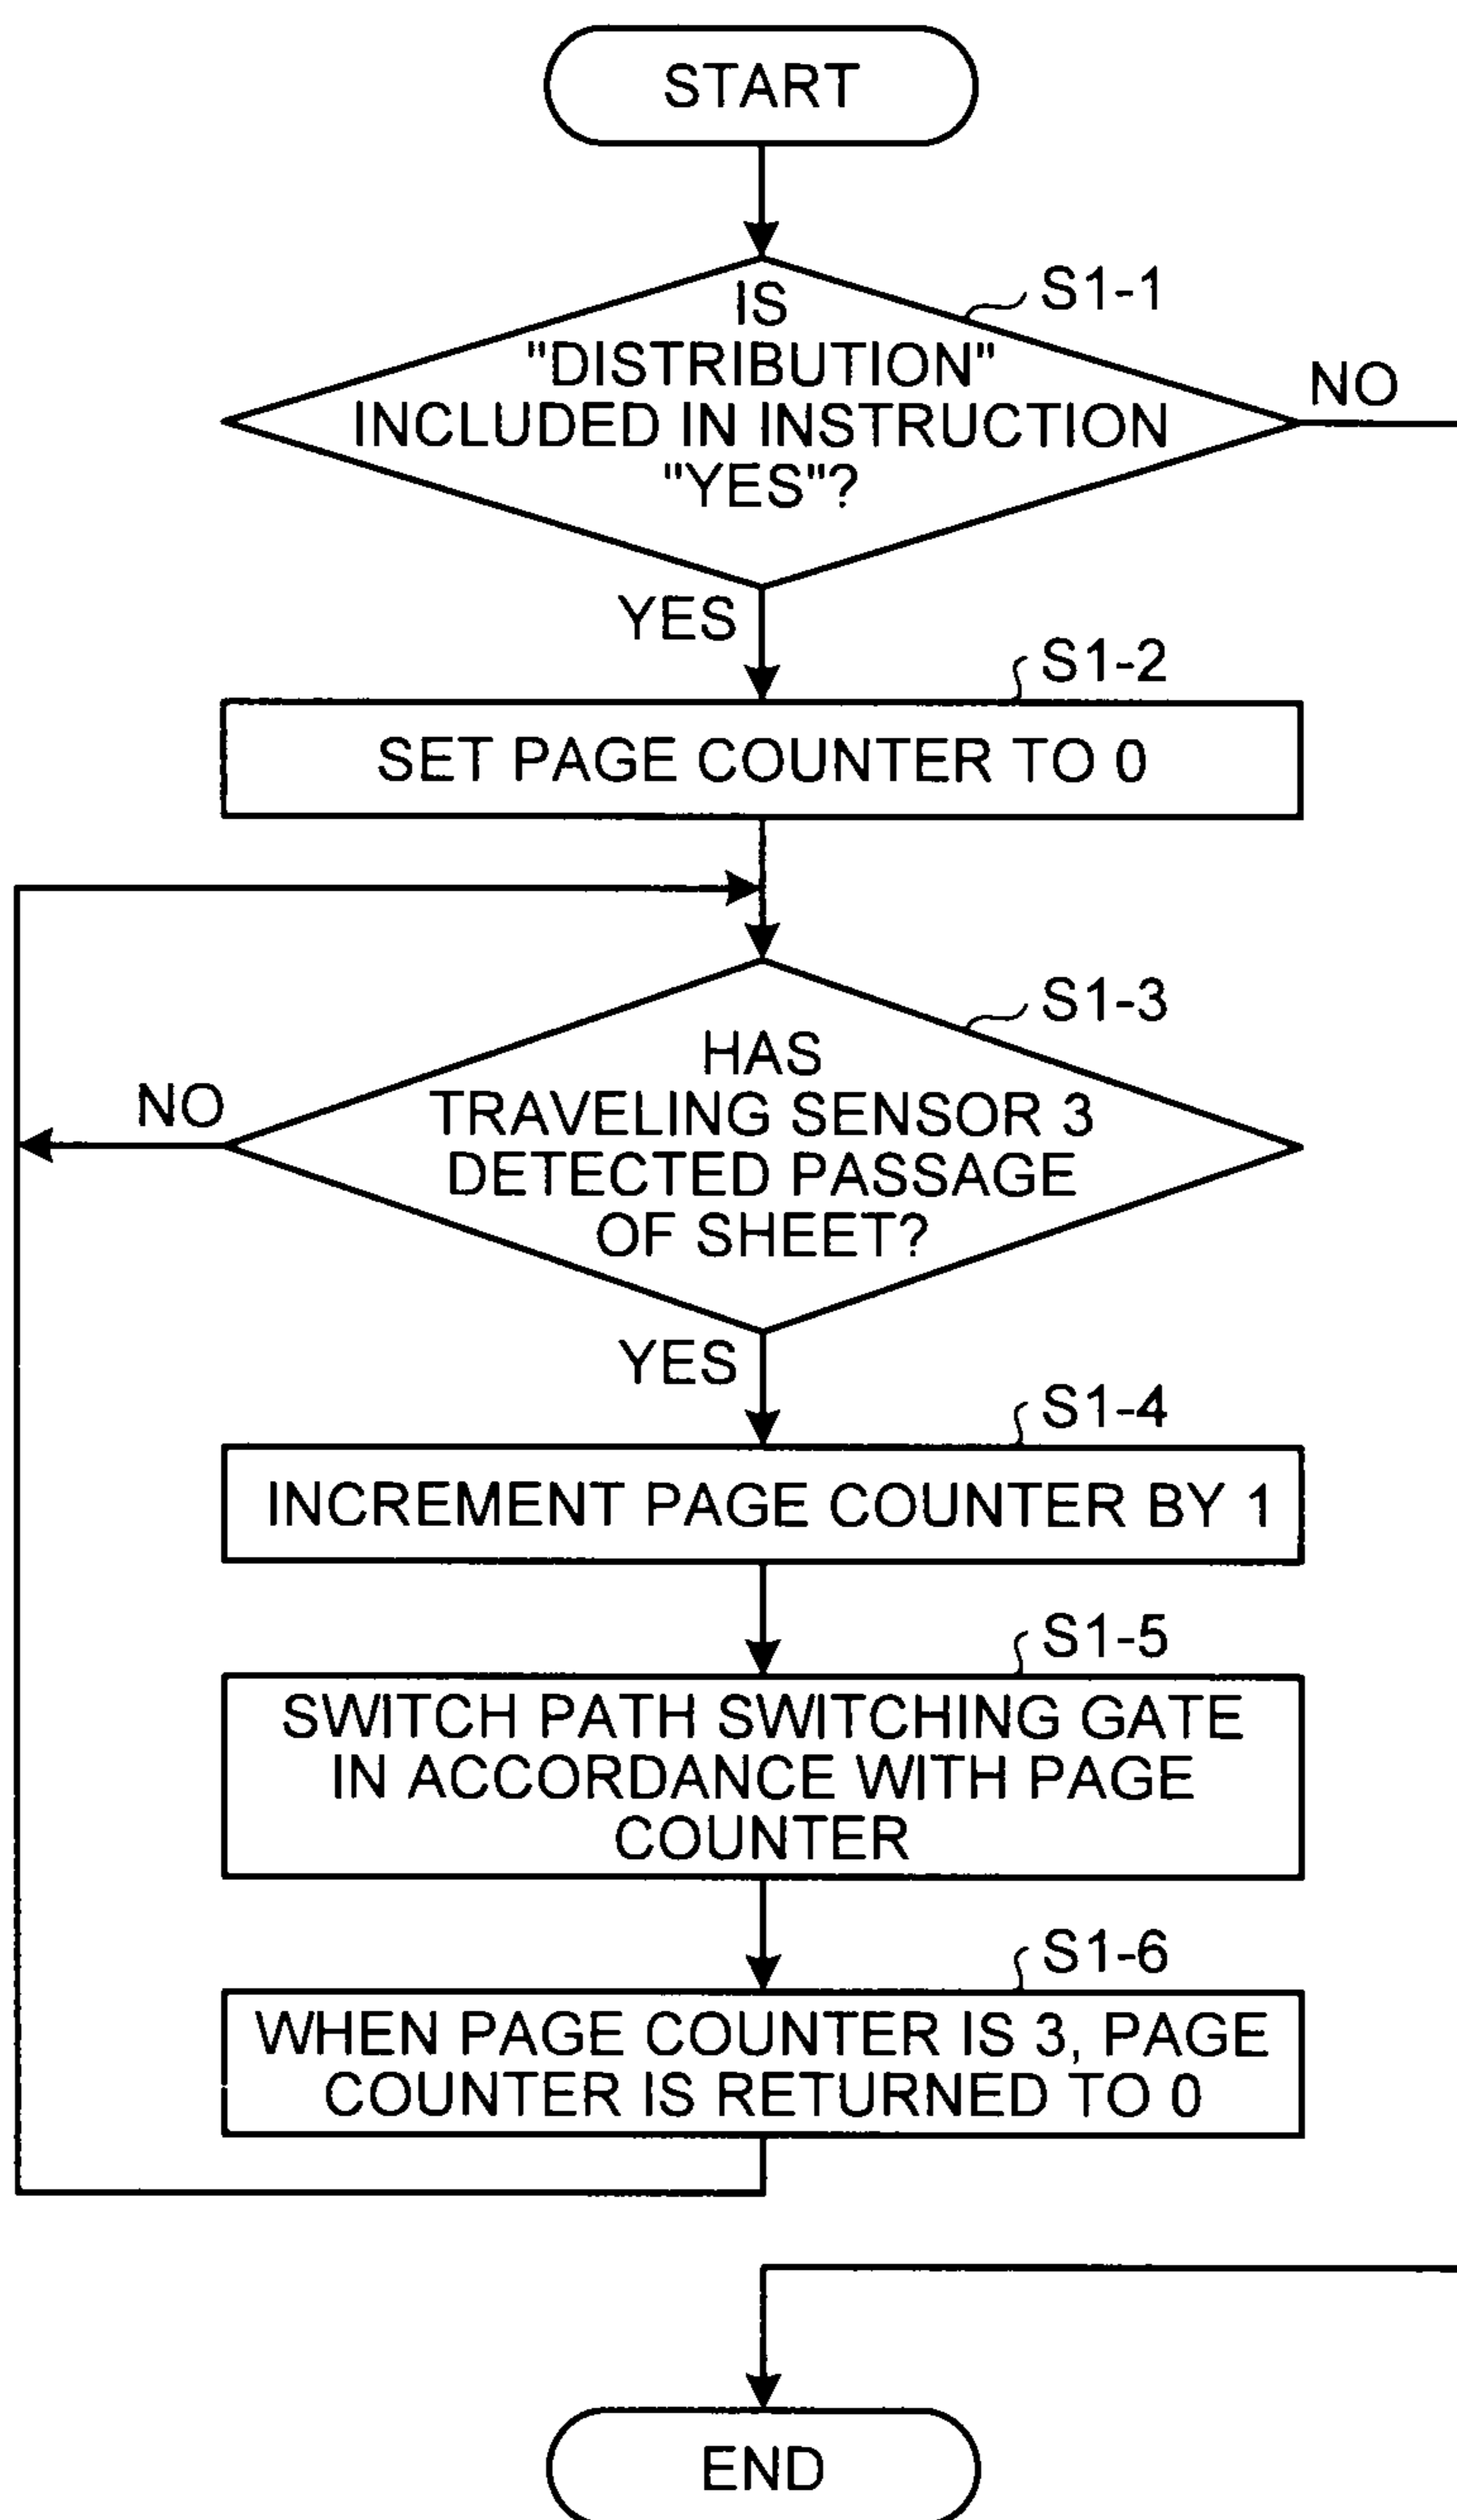 START
S1-1
IS
"DISTRIBUTION"
INCLUDED IN INSTRUCTION
"YES"?
NO
YES
S1-2
SET PAGE COUNTER TO 0
S1-3
HAS
TRAVELING SENSOR 3
DETECTED PASSAGE
OF SHEET?
NO
YES
S1-4
INCREMENT PAGE COUNTER BY 1
S1-5
SWITCH PATH SWITCHING GATE
IN ACCORDANCE WITH PAGE
COUNTER
S1-6
WHEN PAGE COUNTER IS 3, PAGE
COUNTER IS RETURNED TO 0
END